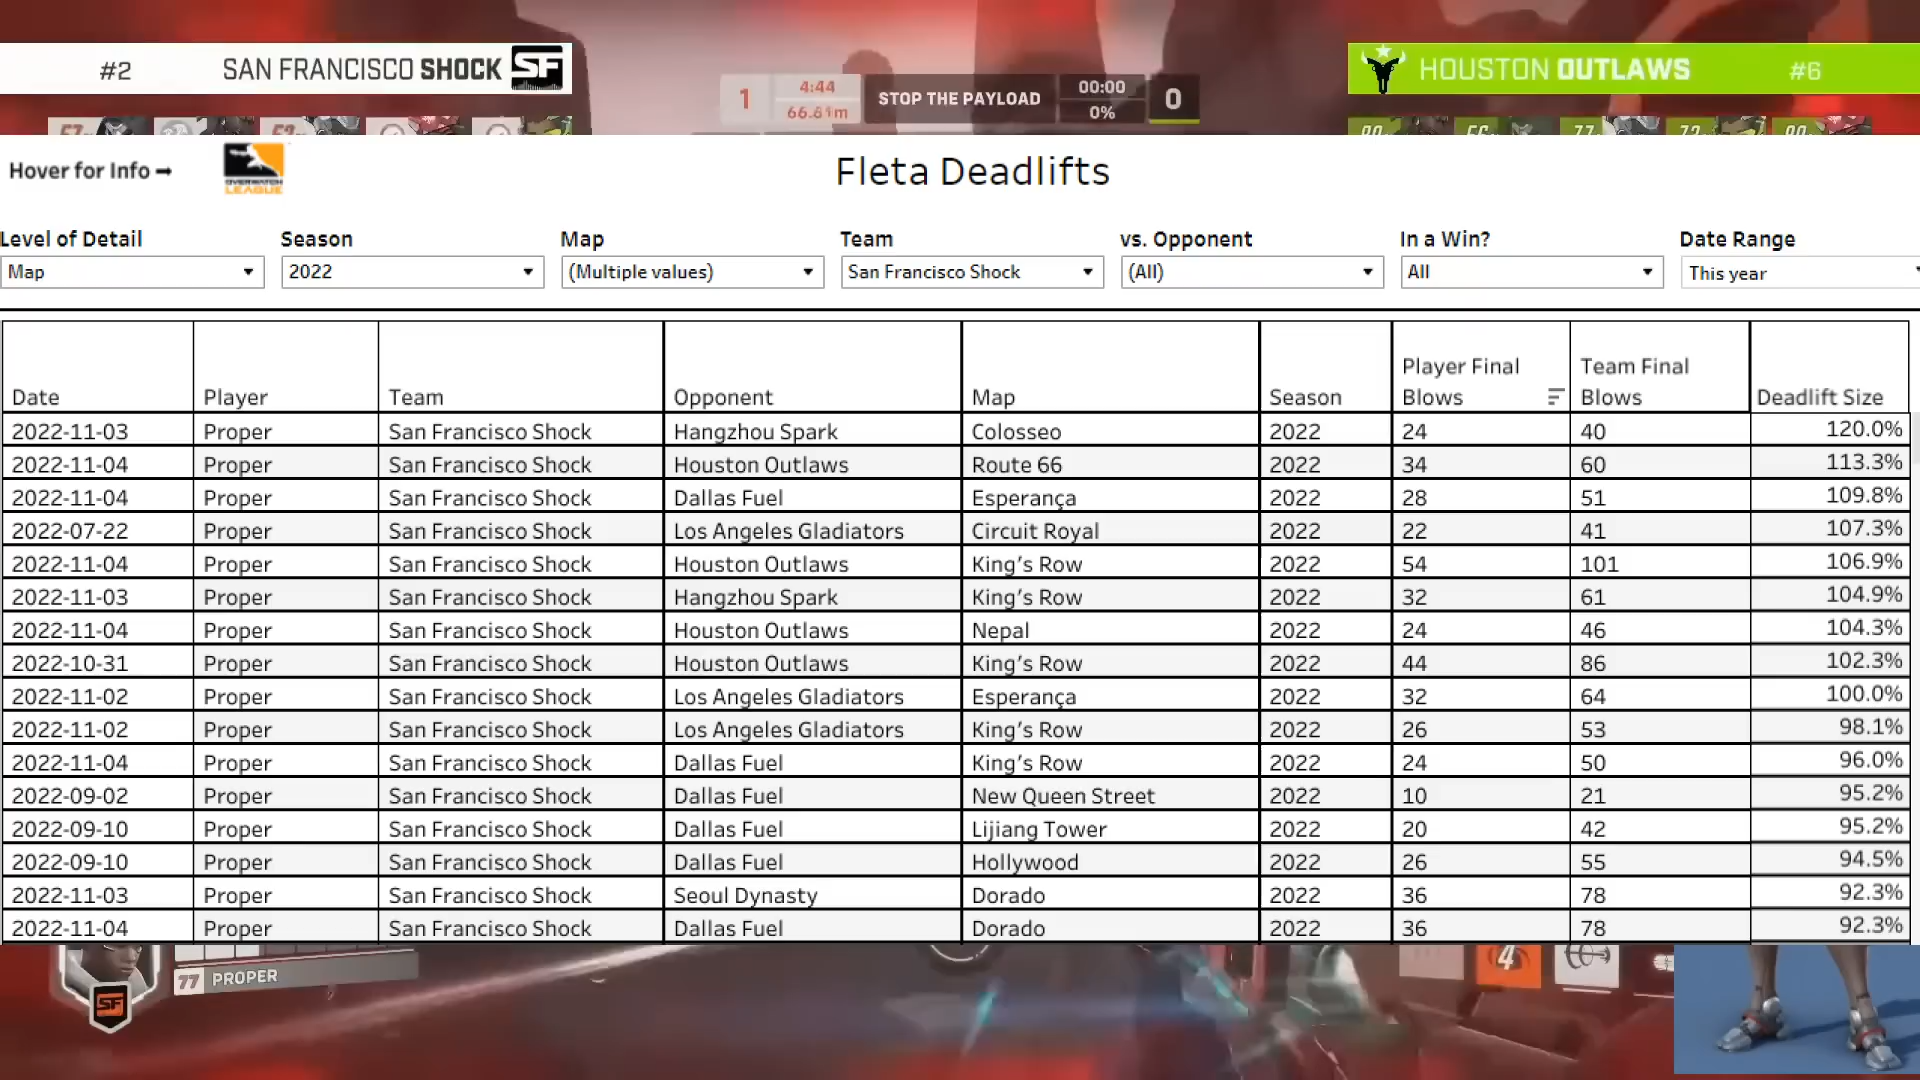 #2 SAN FRANCISCO SHOCK SF
1 4:44 66.61m STOP THE PAYLOAD 00:00 0% 0
HOUSTON OUTLAWS #6
Hover for Info ➞ OVERWATCH LEAGUE Fleta Deadlifts
Level of Detail Season Map Team vs. Opponent In a Win? Date Range
Map 2022 (Multiple values) San Francisco Shock (All) All This year
Date Player Team Opponent Map Season Player Final Blows Team Final Blows Deadlift Size
2022-11-03 Proper San Francisco Shock Hangzhou Spark Colosseo 2022 24 40 120.0%
2022-11-04 Proper San Francisco Shock Houston Outlaws Route 66 2022 34 60 113.3%
2022-11-04 Proper San Francisco Shock Dallas Fuel Esperança 2022 28 51 109.8%
2022-07-22 Proper San Francisco Shock Los Angeles Gladiators Circuit Royal 2022 22 41 107.3%
2022-11-04 Proper San Francisco Shock Houston Outlaws King's Row 2022 54 101 106.9%
2022-11-03 Proper San Francisco Shock Hangzhou Spark King's Row 2022 32 61 104.9%
2022-11-04 Proper San Francisco Shock Houston Outlaws Nepal 2022 24 46 104.3%
2022-10-31 Proper San Francisco Shock Houston Outlaws King's Row 2022 44 86 102.3%
2022-11-02 Proper San Francisco Shock Los Angeles Gladiators Esperança 2022 32 64 100.0%
2022-11-02 Proper San Francisco Shock Los Angeles Gladiators King's Row 2022 26 53 98.1%
2022-11-04 Proper San Francisco Shock Dallas Fuel King's Row 2022 24 50 96.0%
2022-09-02 Proper San Francisco Shock Dallas Fuel New Queen Street 2022 10 21 95.2%
2022-09-10 Proper San Francisco Shock Dallas Fuel Lijiang Tower 2022 20 42 95.2%
2022-09-10 Proper San Francisco Shock Dallas Fuel Hollywood 2022 26 55 94.5%
2022-11-03 Proper San Francisco Shock Seoul Dynasty Dorado 2022 36 78 92.3%
2022-11-04 Proper San Francisco Shock Dallas Fuel Dorado 2022 36 78 92.3%
77 PROPER
SF
4